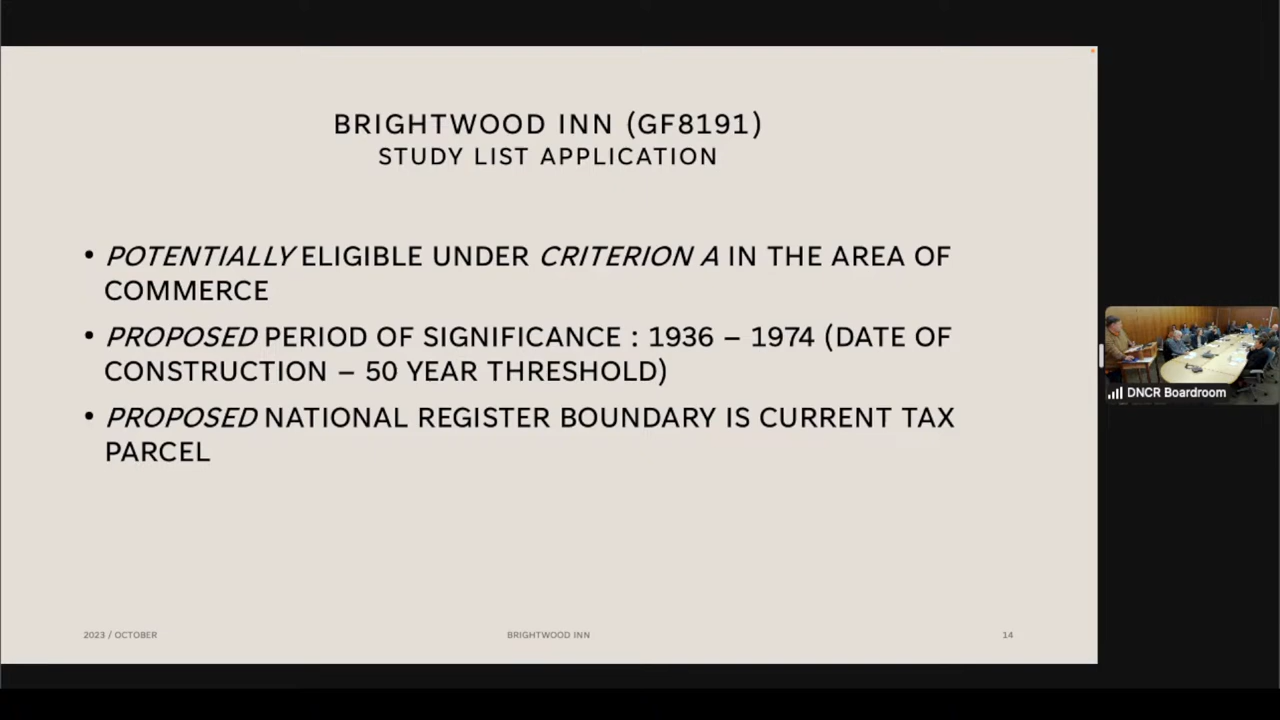 BRIGHTWOOD INN (GF8191)
STUDY LIST APPLICATION
• POTENTIALLY ELIGIBLE UNDER CRITERION A IN THE AREA OF
COMMERCE
• PROPOSED PERIOD OF SIGNIFICANCE : 1936 – 1974 (DATE OF
CONSTRUCTION – 50 YEAR THRESHOLD)
• PROPOSED NATIONAL REGISTER BOUNDARY IS CURRENT TAX
PARCEL
DNCR Boardroom
2023 / OCTOBER
BRIGHTWOOD INN
14